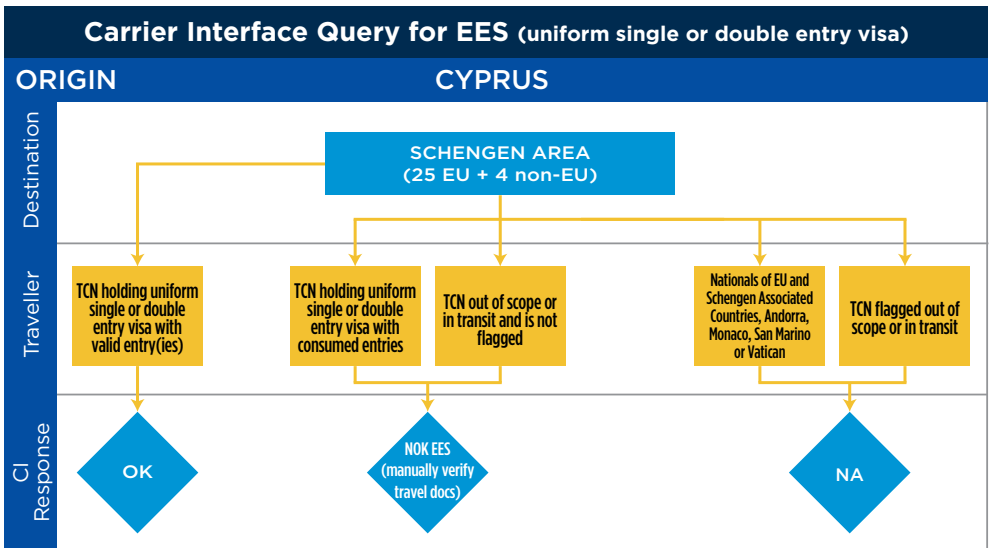 Carrier Interface Query for EES (uniform single or double entry visa)
ORIGIN
CYPRUS
Destination
SCHENGEN AREA
(25 EU + 4 non-EU)
Traveller
TCN holding uniform
single or double
entry visa with
valid entry(ies)
TCN holding uniform
single or double
entry visa with
consumed entries
TCN out of scope or
in transit and is not
flagged
Nationals of EU and
Schengen Associated
Countries, Andorra,
Monaco, San Marino
or Vatican
TCN flagged out of
scope or in transit
CI
Response
OK
NOK EES
(manually verify
travel docs)
NA